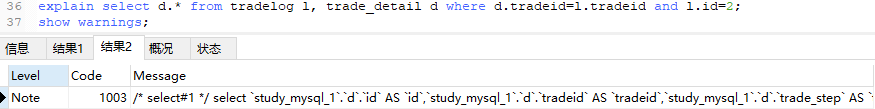 36 explain select d.* from tradelog l, trade_detail d where d.tradeid=l.tradeid and l.id=2;
37 show warnings;
信息 结果1 结果2 概况 状态
Level Code Message
Note 1003 /* select#1 */ select `study_mysql_1`.`d`.`id` AS `id`,`study_mysql_1`.`d`.`tradeid` AS `tradeid`,`study_mysql_1`.`d`.`trade_step` AS `